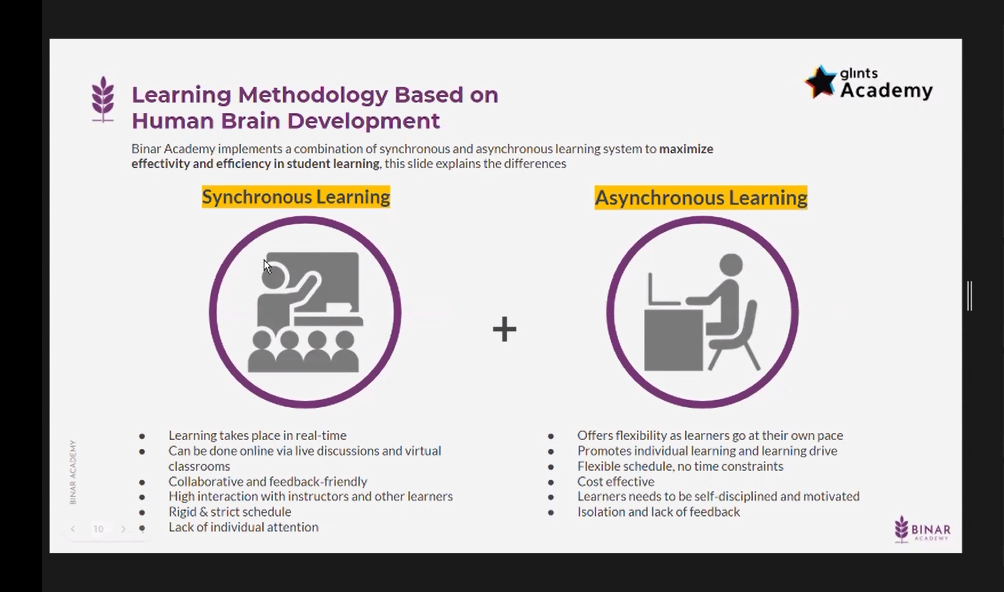 glints
Academy
Learning Methodology Based on
Human Brain Development
Binar Academy implements a combination of synchronous and asynchronous learning system to maximize
effectivity and efficiency in student learning, this slide explains the differences
Synchronous Learning
Asynchronous Learning
+
● Learning takes place in real-time
● Can be done online via live discussions and virtual
classrooms
● Collaborative and feedback-friendly
● High interaction with instructors and other learners
● Rigid & strict schedule
● Lack of individual attention
● Offers flexibility as learners go at their own pace
● Promotes individual learning and learning drive
● Flexible schedule, no time constraints
● Cost effective
● Learners needs to be self-disciplined and motivated
● Isolation and lack of feedback
BINAR ACADEMY
10
BINAR
ACADEMY